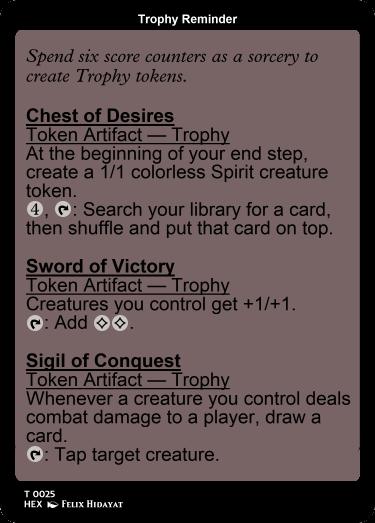 Trophy Reminder
Spend six score counters as a sorcery to
create Trophy tokens.
Chest of Desires
Token Artifact — Trophy
At the beginning of your end step,
create a 1/1 colorless Spirit creature
token.
4, : Search your library for a card,
then shuffle and put that card on top.
Sword of Victory
Token Artifact — Trophy
Creatures you control get +1/+1.
: Add .
Sigil of Conquest
Token Artifact — Trophy
Whenever a creature you control deals
combat damage to a player, draw a
card.
: Tap target creature.
T 0025
HEX Felix Hidayat